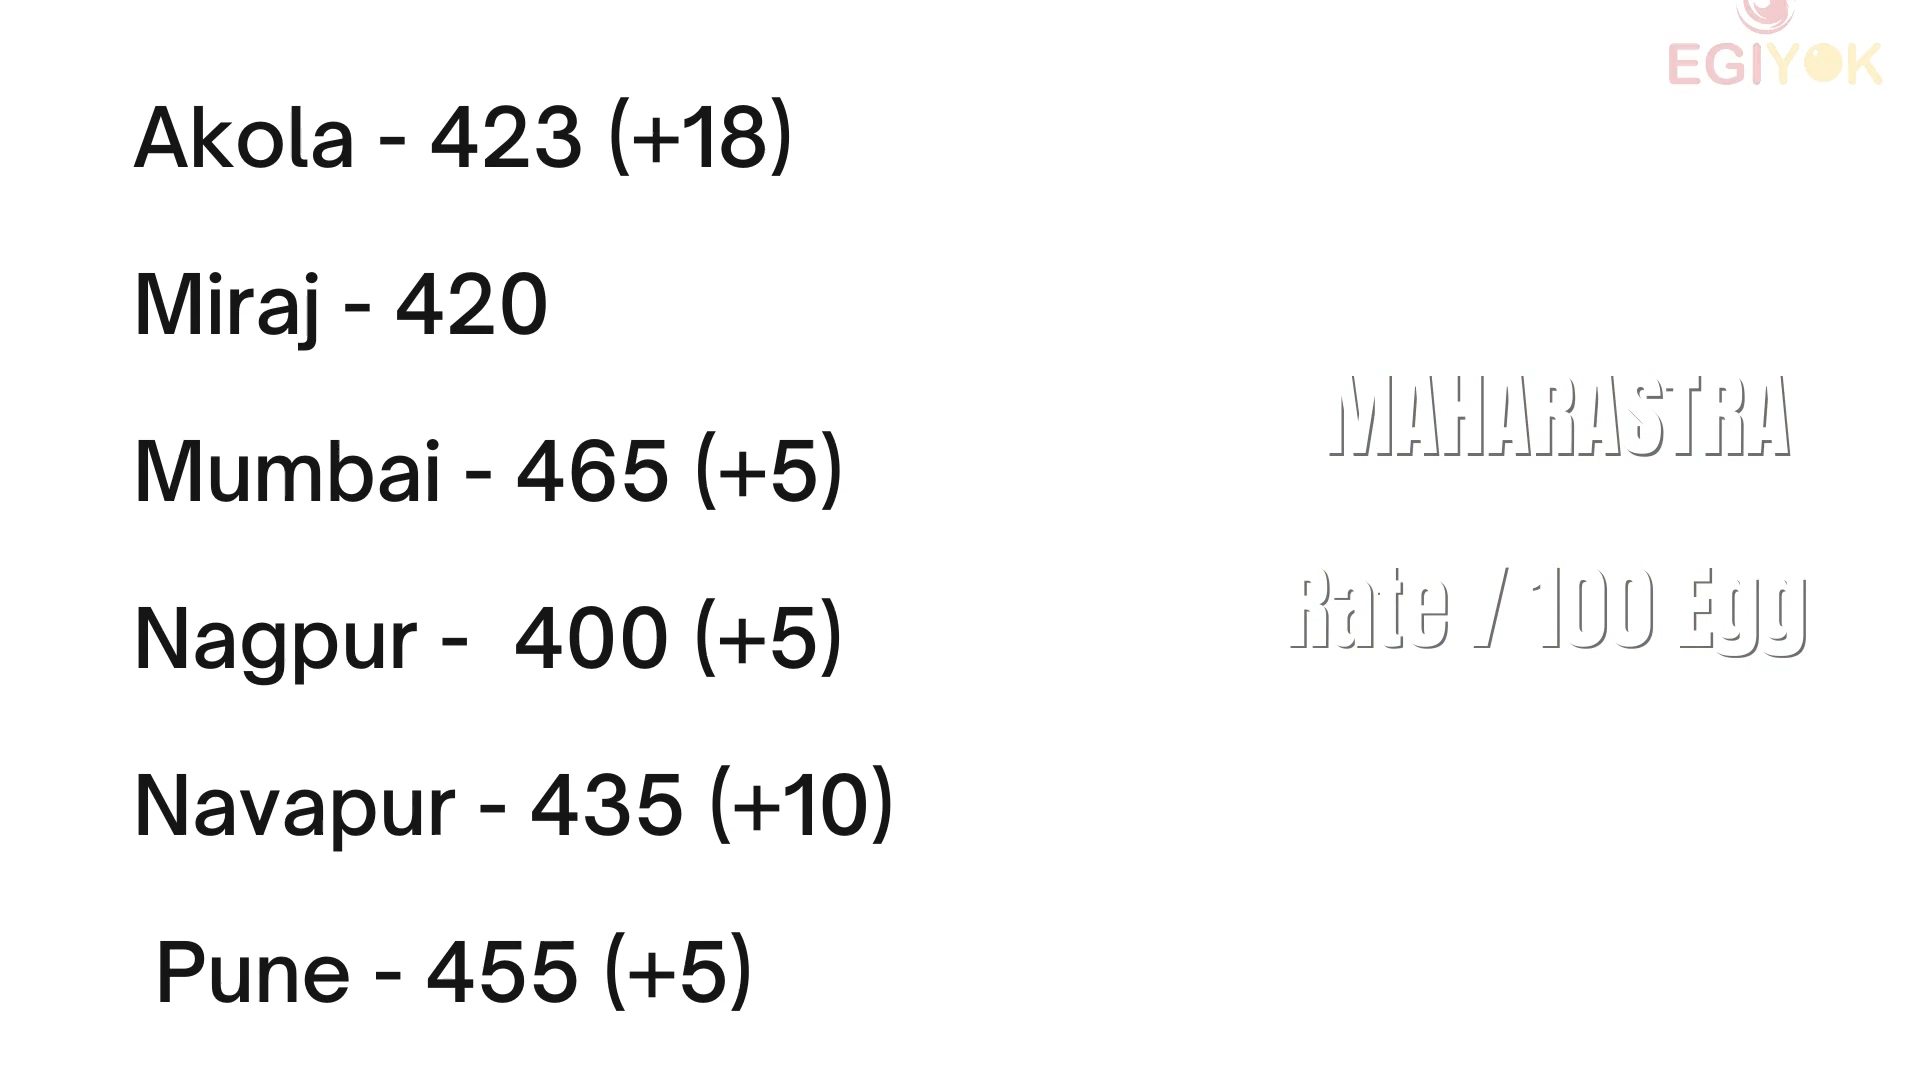 EGIYOK
Akola - 423 (+18)
Miraj - 420
Mumbai - 465 (+5)
Nagpur -  400 (+5)
Navapur - 435 (+10)
Pune - 455 (+5)
MAHARASTRA
Rate / 100 Egg